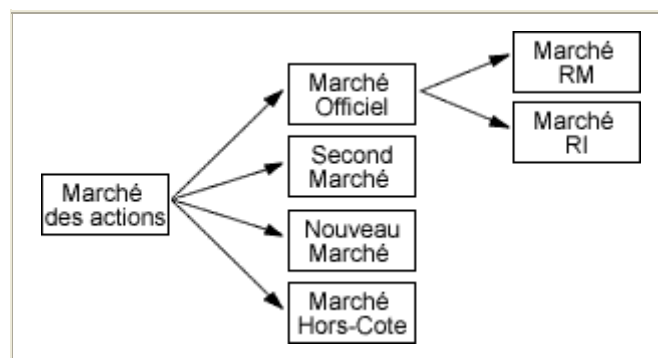 Marché
des actions
Marché
Officiel
Second
Marché
Nouveau
Marché
Marché
Hors-Cote
Marché
RM
Marché
RI